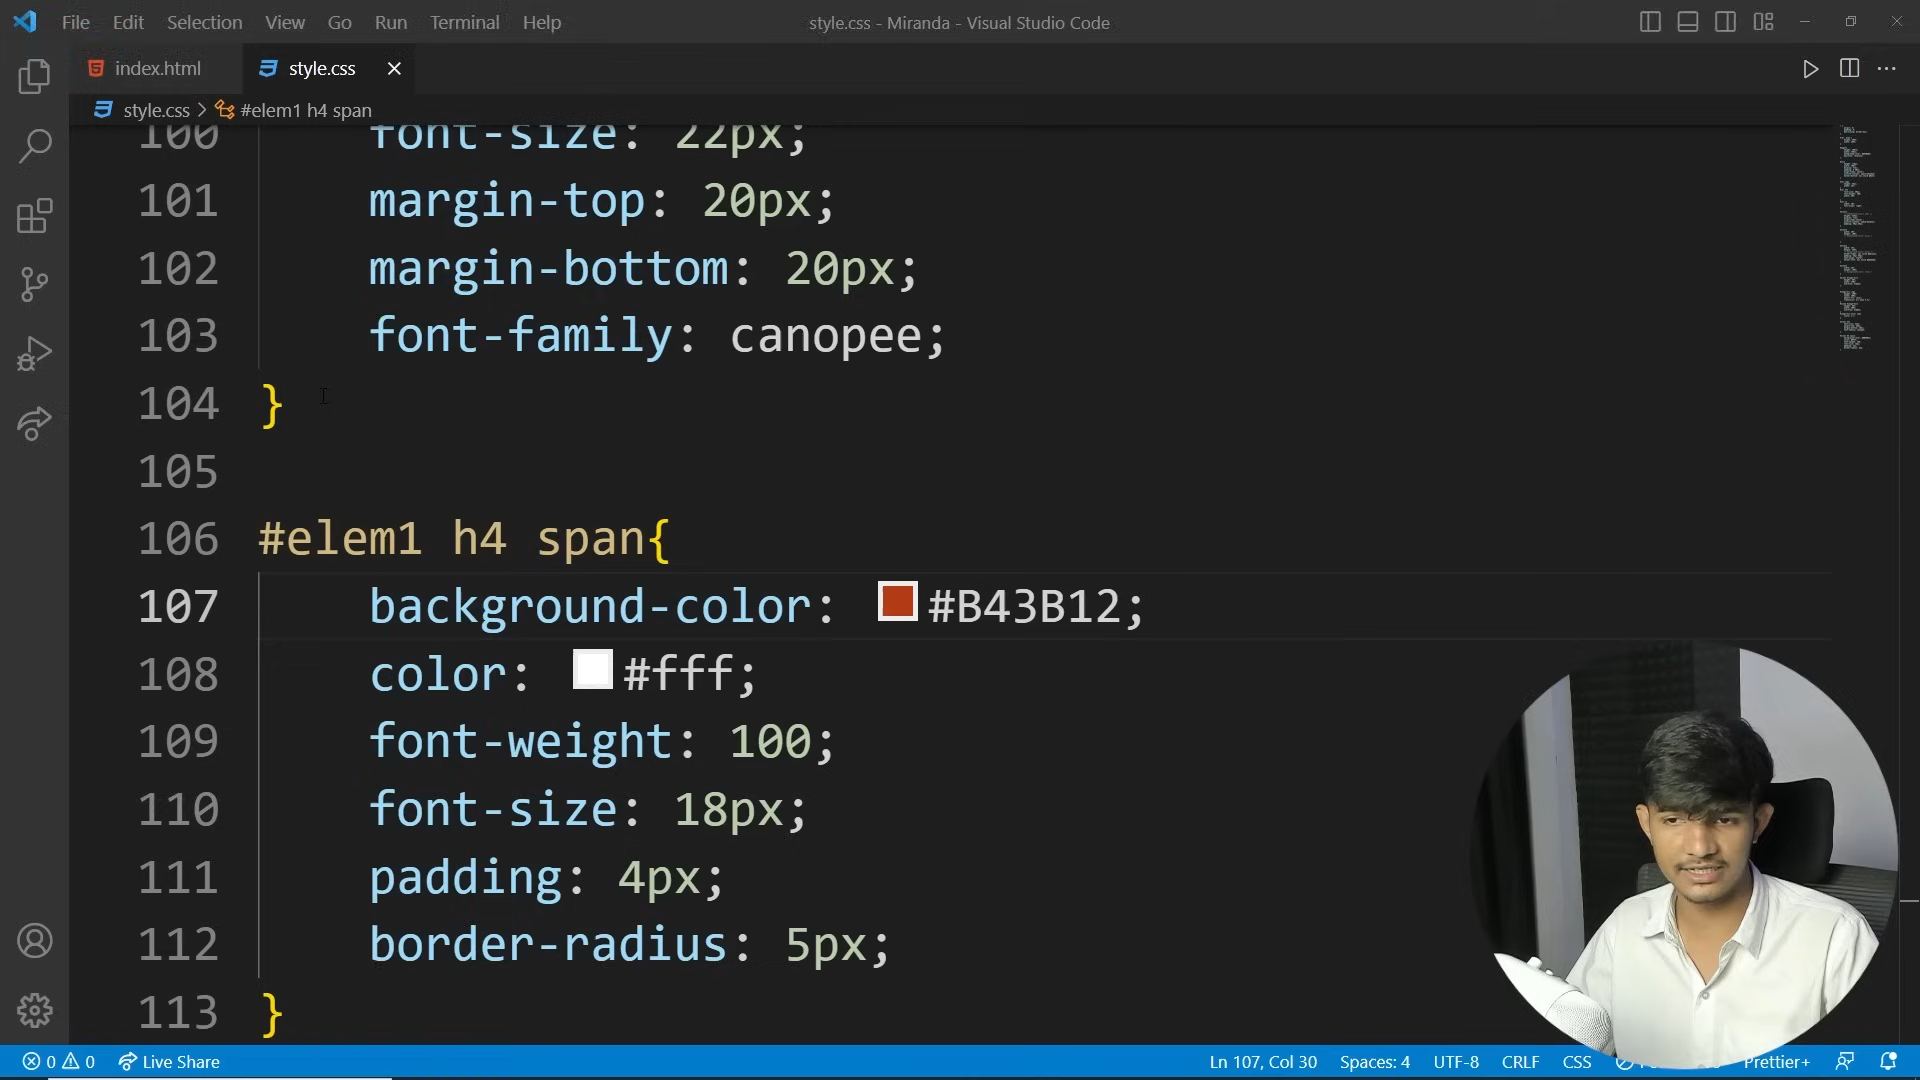 File Edit Selection View Go Run Terminal Help
style.css - Miranda - Visual Studio Code
index.html
style.css
style.css > #elem1 h4 span
100 font-size: 22px;
101 margin-top: 20px;
102 margin-bottom: 20px;
103 font-family: canopee;
104 }
105
106 #elem1 h4 span{
107 background-color: #B43B12;
108 color: #fff;
109 font-weight: 100;
110 font-size: 18px;
111 padding: 4px;
112 border-radius: 5px;
113 }
0 0 Live Share Ln 107, Col 30 Spaces: 4 UTF-8 CRLF CSS Prettier+